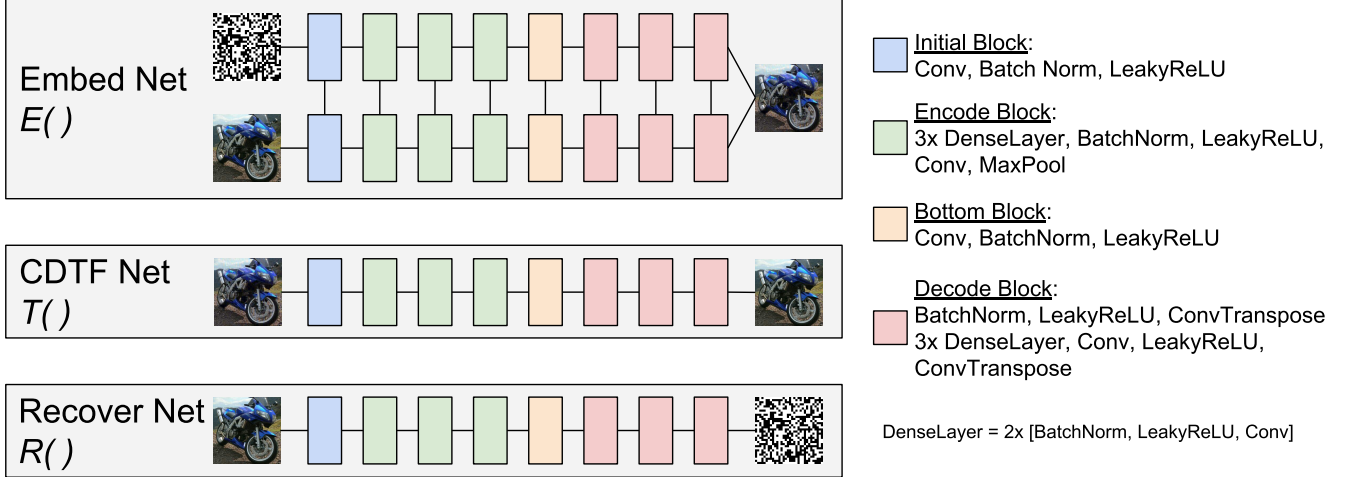 Embed Net
E( )
CDTF Net
T( )
Recover Net
R( )
Initial Block:
Conv, Batch Norm, LeakyReLU
Encode Block:
3x DenseLayer, BatchNorm, LeakyReLU,
Conv, MaxPool
Bottom Block:
Conv, BatchNorm, LeakyReLU
Decode Block:
BatchNorm, LeakyReLU, ConvTranspose
3x DenseLayer, Conv, LeakyReLU,
ConvTranspose
DenseLayer = 2x [BatchNorm, LeakyReLU, Conv]